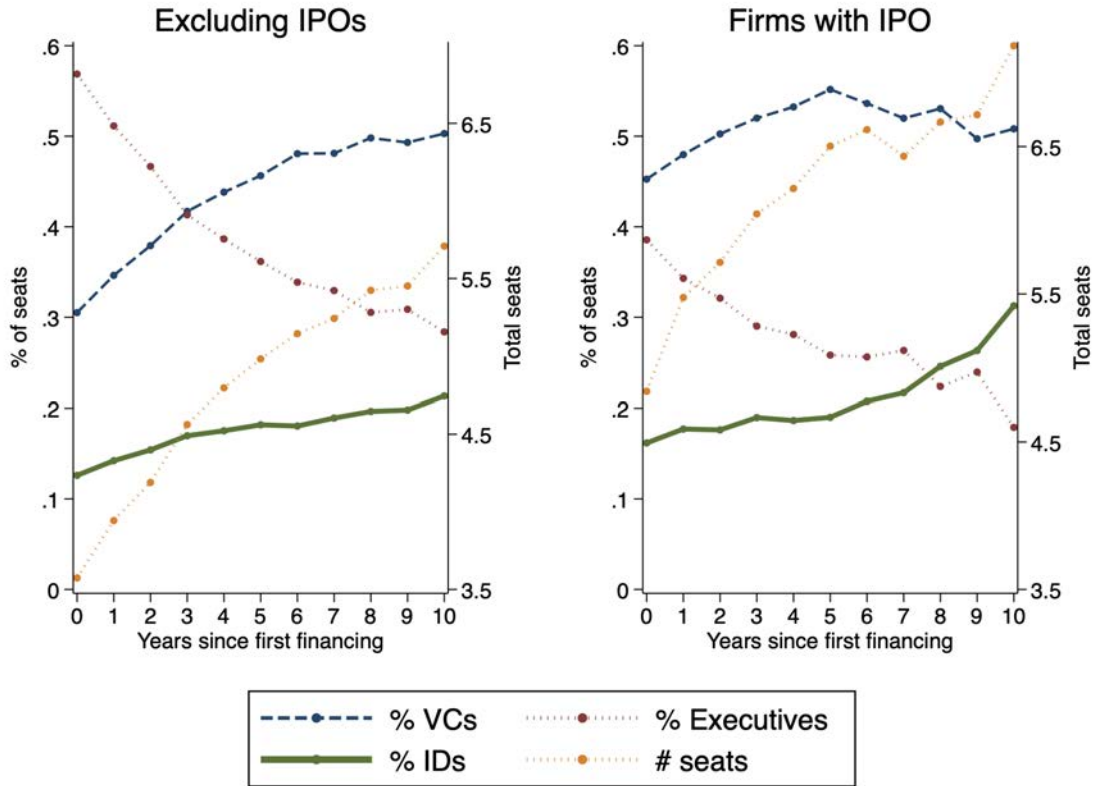 Excluding IPOs
.6
.5
.4
.3
.2
.1
0
% of seats
6.5
5.5
4.5
3.5
Total seats
0 1 2 3 4 5 6 7 8 9 10
Years since first financing
Firms with IPO
.6
.5
.4
.3
.2
.1
0
% of seats
6.5
5.5
4.5
3.5
Total seats
0 1 2 3 4 5 6 7 8 9 10
Years since first financing
% VCs % Executives
% IDs # seats